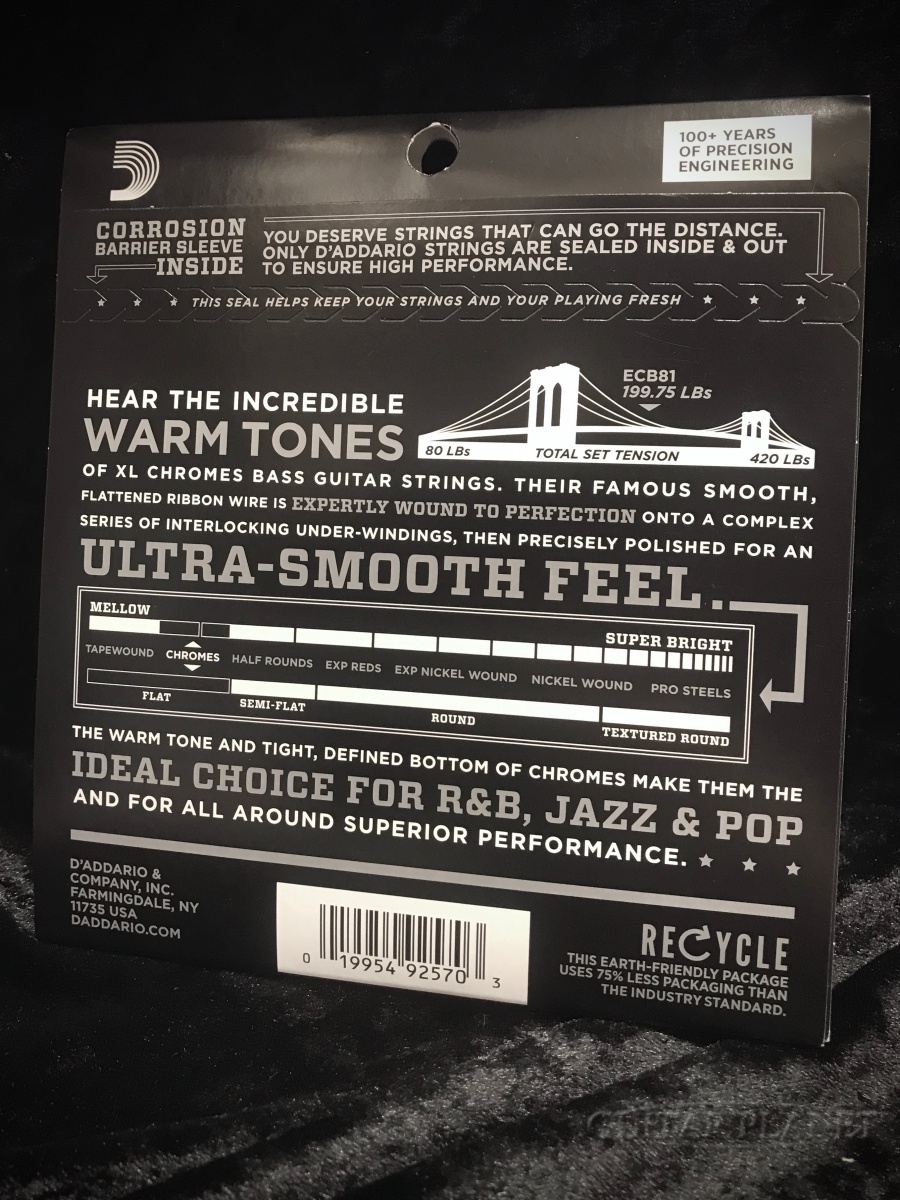 100+ YEARS
OF PRECISION
ENGINEERING
CORROSION
BARRIER SLEEVE
INSIDE
YOU DESERVE STRINGS THAT CAN GO THE DISTANCE.
ONLY D'ADDARIO STRINGS ARE SEALED INSIDE & OUT
TO ENSURE HIGH PERFORMANCE.
THIS SEAL HELPS KEEP YOUR STRINGS AND YOUR PLAYING FRESH
ECB81
199.75 LBs
HEAR THE INCREDIBLE
WARM TONES
80 LBs TOTAL SET TENSION 420 LBs
OF XL CHROMES BASS GUITAR STRINGS. THEIR FAMOUS SMOOTH,
FLATTENED RIBBON WIRE IS EXPERTLY WOUND TO PERFECTION ONTO A COMPLEX
SERIES OF INTERLOCKING UNDER-WINDINGS, THEN PRECISELY POLISHED FOR AN
ULTRA-SMOOTH FEEL..
MELLOW SUPER BRIGHT
TAPEWOUND CHROMES HALF ROUNDS EXP REDS EXP NICKEL WOUND NICKEL WOUND PRO STEELS
FLAT SEMI-FLAT ROUND TEXTURED ROUND
THE WARM TONE AND TIGHT, DEFINED BOTTOM OF CHROMES MAKE THEM THE
IDEAL CHOICE FOR R&B, JAZZ & POP
AND FOR ALL AROUND SUPERIOR PERFORMANCE.
D'ADDARIO &
COMPANY, INC.
FARMINGDALE, NY
11735 USA
DADDARIO.COM
0 19954 92570 3
RECYCLE
THIS EARTH-FRIENDLY PACKAGE
USES 75% LESS PACKAGING THAN
THE INDUSTRY STANDARD.
GUITAR PLANET